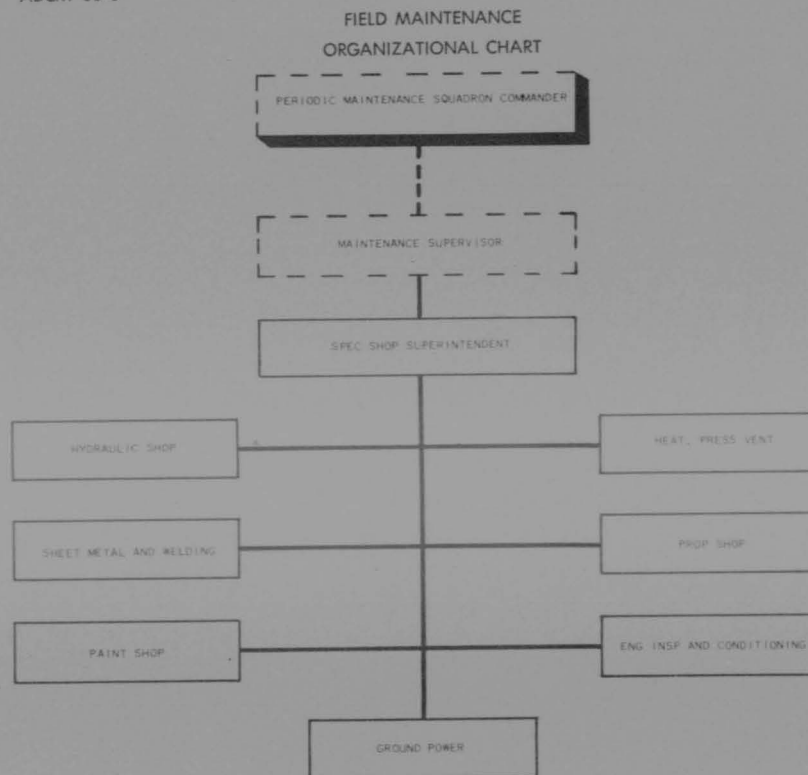 FIELD MAINTENANCE
ORGANIZATIONAL CHART
PERIODIC MAINTENANCE SQUADRON COMMANDER
MAINTENANCE SUPERVISOR
SPEC SHOP SUPERINTENDENT
HYDRAULIC SHOP
HEAT, PRESS VENT
SHEET METAL AND WELDING
PROP SHOP
PAINT SHOP
ENG INSP AND CONDITIONING
GROUND POWER